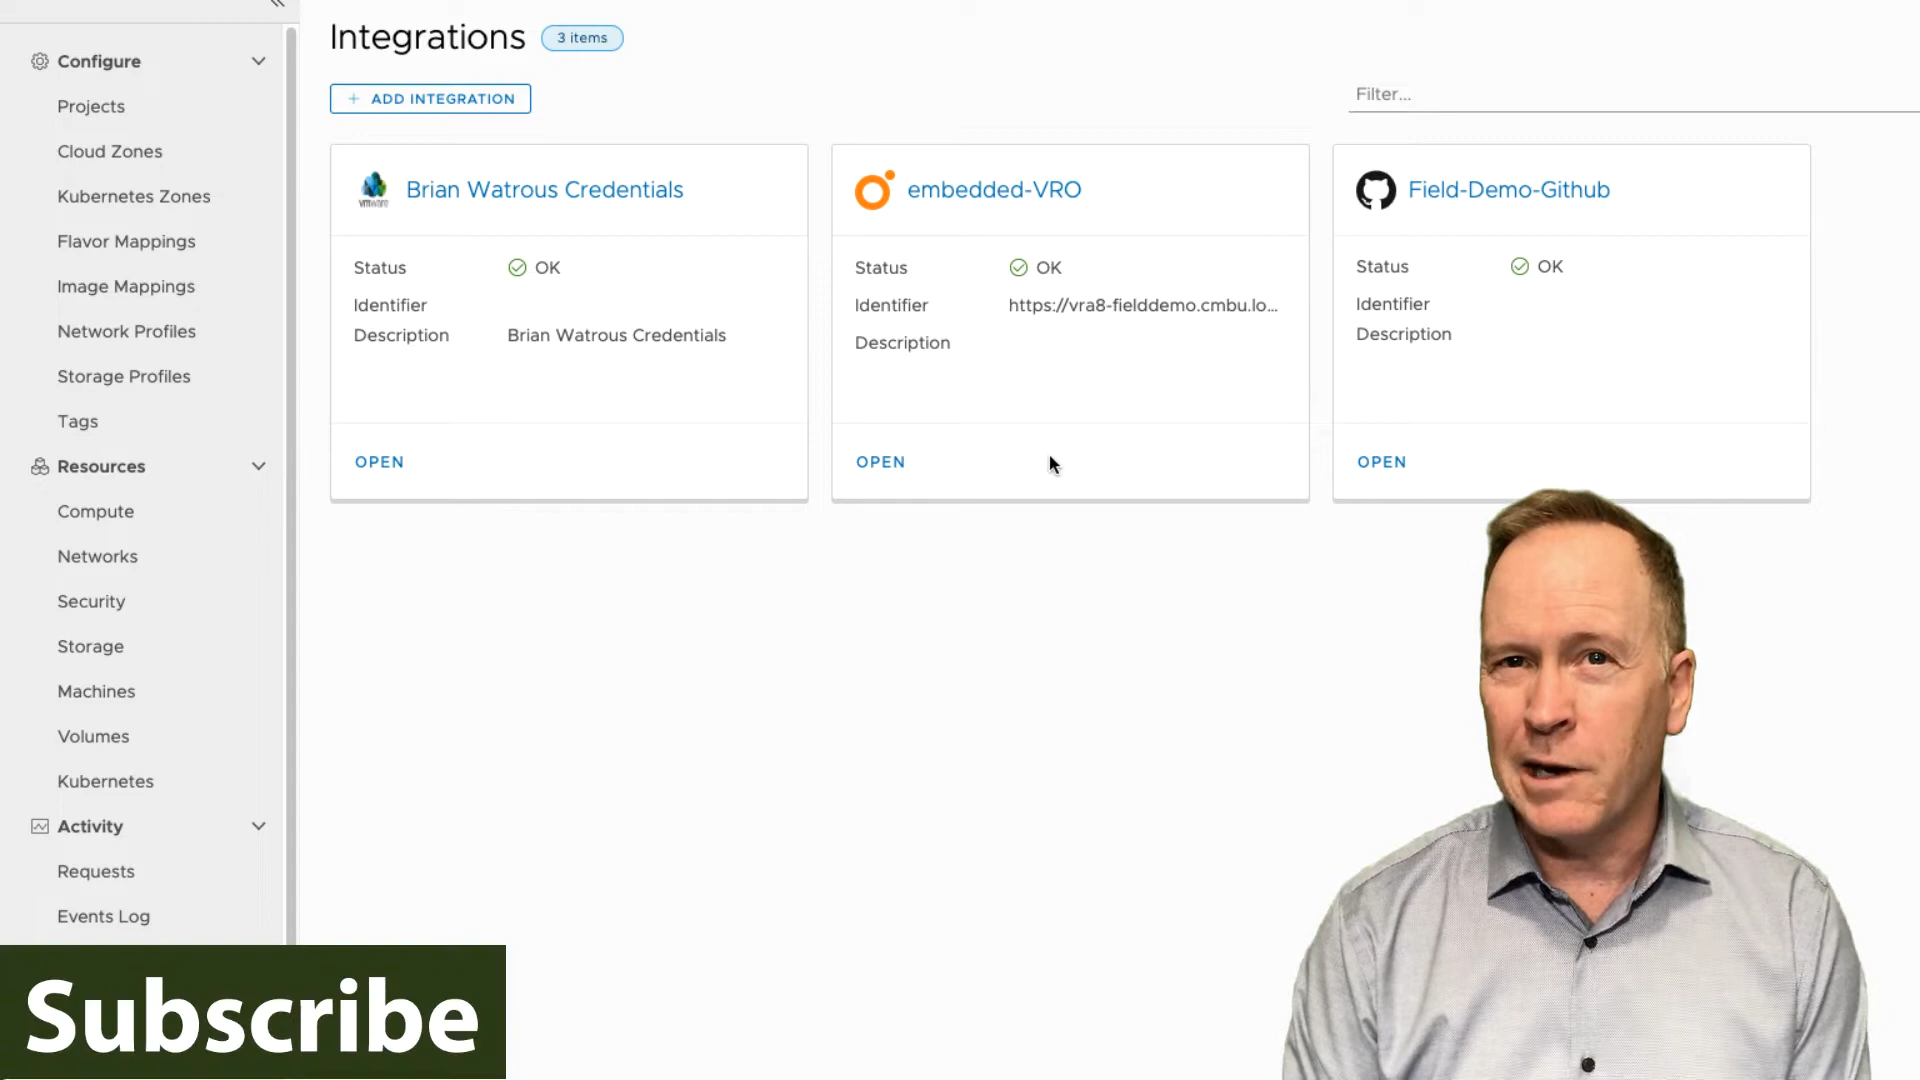 Configure
Projects
Cloud Zones
Kubernetes Zones
Flavor Mappings
Image Mappings
Network Profiles
Storage Profiles
Tags
Resources
Compute
Networks
Security
Storage
Machines
Volumes
Kubernetes
Activity
Requests
Events Log
Integrations 3 items
+ ADD INTEGRATION
Filter...
vmware Brian Watrous Credentials
Status OK
Identifier
Description Brian Watrous Credentials
OPEN
embedded-VRO
Status OK
Identifier https://vra8-fielddemo.cmbu.lo...
Description
OPEN
Field-Demo-Github
Status OK
Identifier
Description
OPEN
Subscribe